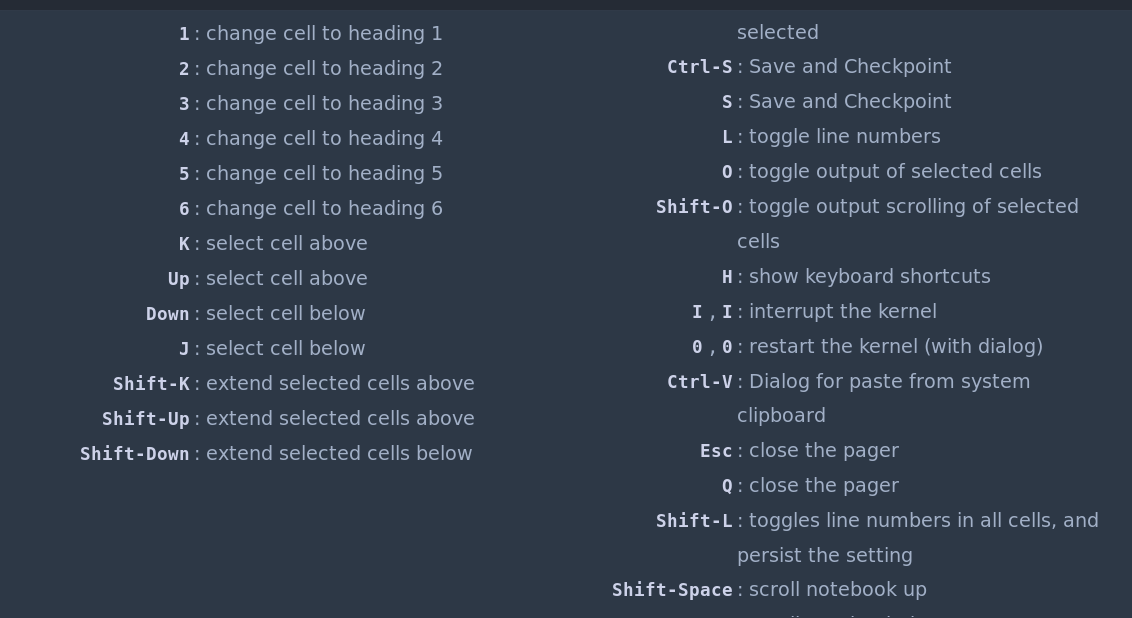 1 : change cell to heading 1
2 : change cell to heading 2
3 : change cell to heading 3
4 : change cell to heading 4
5 : change cell to heading 5
6 : change cell to heading 6
K : select cell above
Up : select cell above
Down : select cell below
J : select cell below
Shift-K : extend selected cells above
Shift-Up : extend selected cells above
Shift-Down : extend selected cells below
selected
Ctrl-S : Save and Checkpoint
S : Save and Checkpoint
L : toggle line numbers
O : toggle output of selected cells
Shift-O : toggle output scrolling of selected
cells
H : show keyboard shortcuts
I , I : interrupt the kernel
0 , 0 : restart the kernel (with dialog)
Ctrl-V : Dialog for paste from system
clipboard
Esc : close the pager
Q : close the pager
Shift-L : toggles line numbers in all cells, and
persist the setting
Shift-Space : scroll notebook up